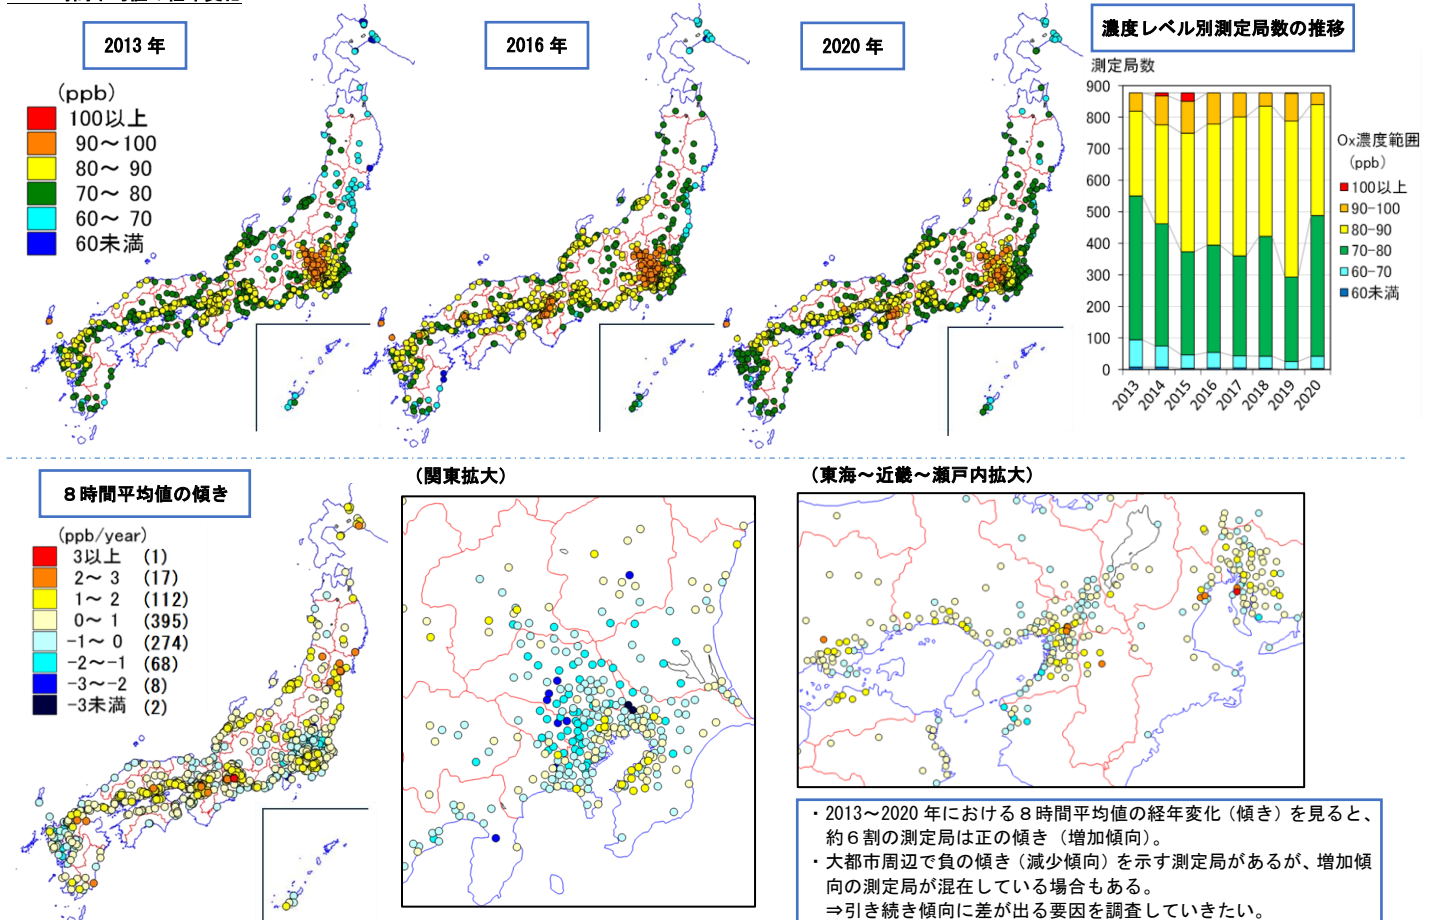 2013 年
2016 年
2020 年
濃度レベル別測定局数の推移
(ppb)
100以上
90～100
80～ 90
70～ 80
60～ 70
60未満
測定局数
900
800
700
600
500
400
300
200
100
0
2013
2014
2015
2016
2017
2018
2019
2020
Ox濃度範囲
(ppb)
100以上
90-100
80-90
70-80
60-70
60未満
８時間平均値の傾き
(ppb/year)
3以上 (1)
2～ 3 (17)
1～ 2 (112)
0～ 1 (395)
-1～ 0 (274)
-2～-1 (68)
-3～-2 (8)
-3未満 (2)
（関東拡大）
（東海～近畿～瀬戸内拡大）
・2013～2020 年における８時間平均値の経年変化（傾き）を見ると、
約６割の測定局は正の傾き（増加傾向）。
・大都市周辺で負の傾き（減少傾向）を示す測定局があるが、増加傾
向の測定局が混在している場合もある。
⇒引き続き傾向に差が出る要因を調査していきたい。